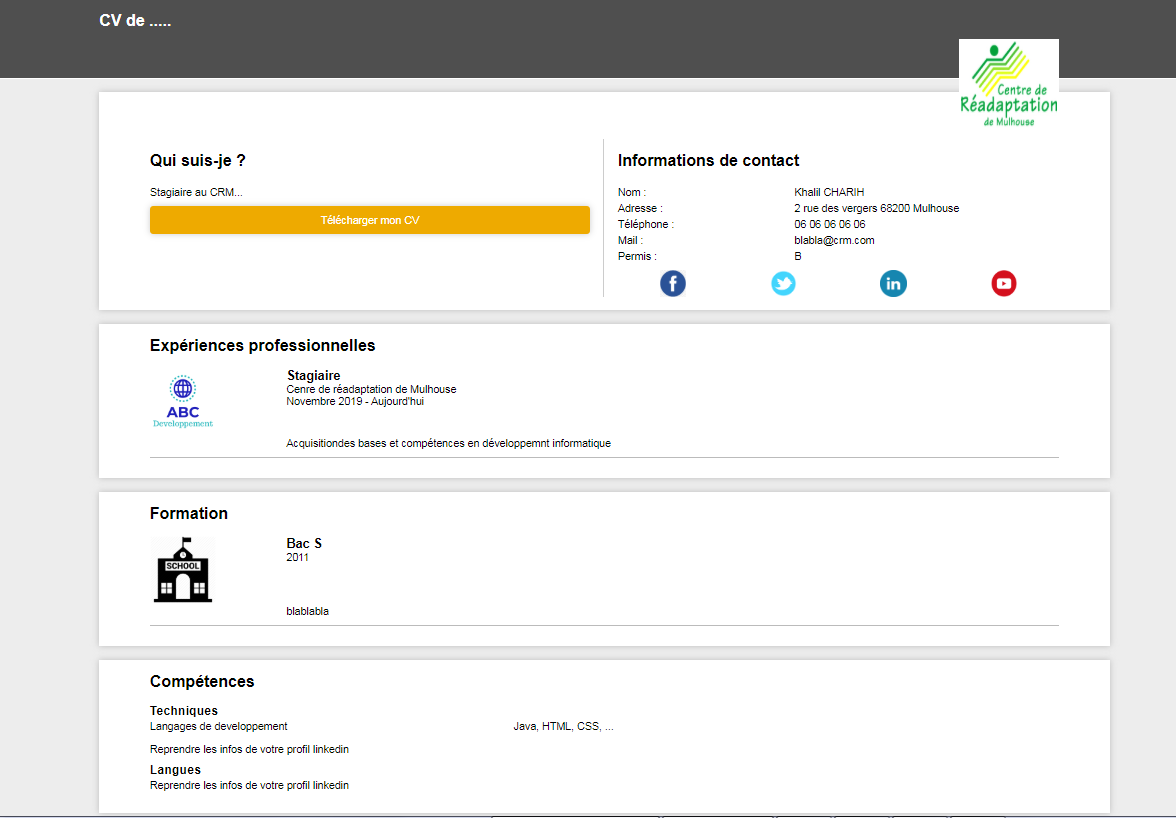 CV de .....
Centre de
Réadaptation
de Mulhouse
Qui suis-je ?
Stagiaire au CRM...
Télécharger mon CV
Informations de contact
Nom : Khalil CHARIH
Adresse : 2 rue des vergers 68200 Mulhouse
Téléphone : 06 06 06 06 06
Mail : blabla@crm.com
Permis : B
f
in
Expériences professionnelles
ABC
Developpement
Stagiaire
Cenre de réadaptation de Mulhouse
Novembre 2019 - Aujourd'hui
Acquisitiondes bases et compétences en développemnt informatique
Formation
SCHOOL
Bac S
2011
blablabla
Compétences
Techniques
Langages de developpement Java, HTML, CSS, ...
Reprendre les infos de votre profil linkedin
Langues
Reprendre les infos de votre profil linkedin